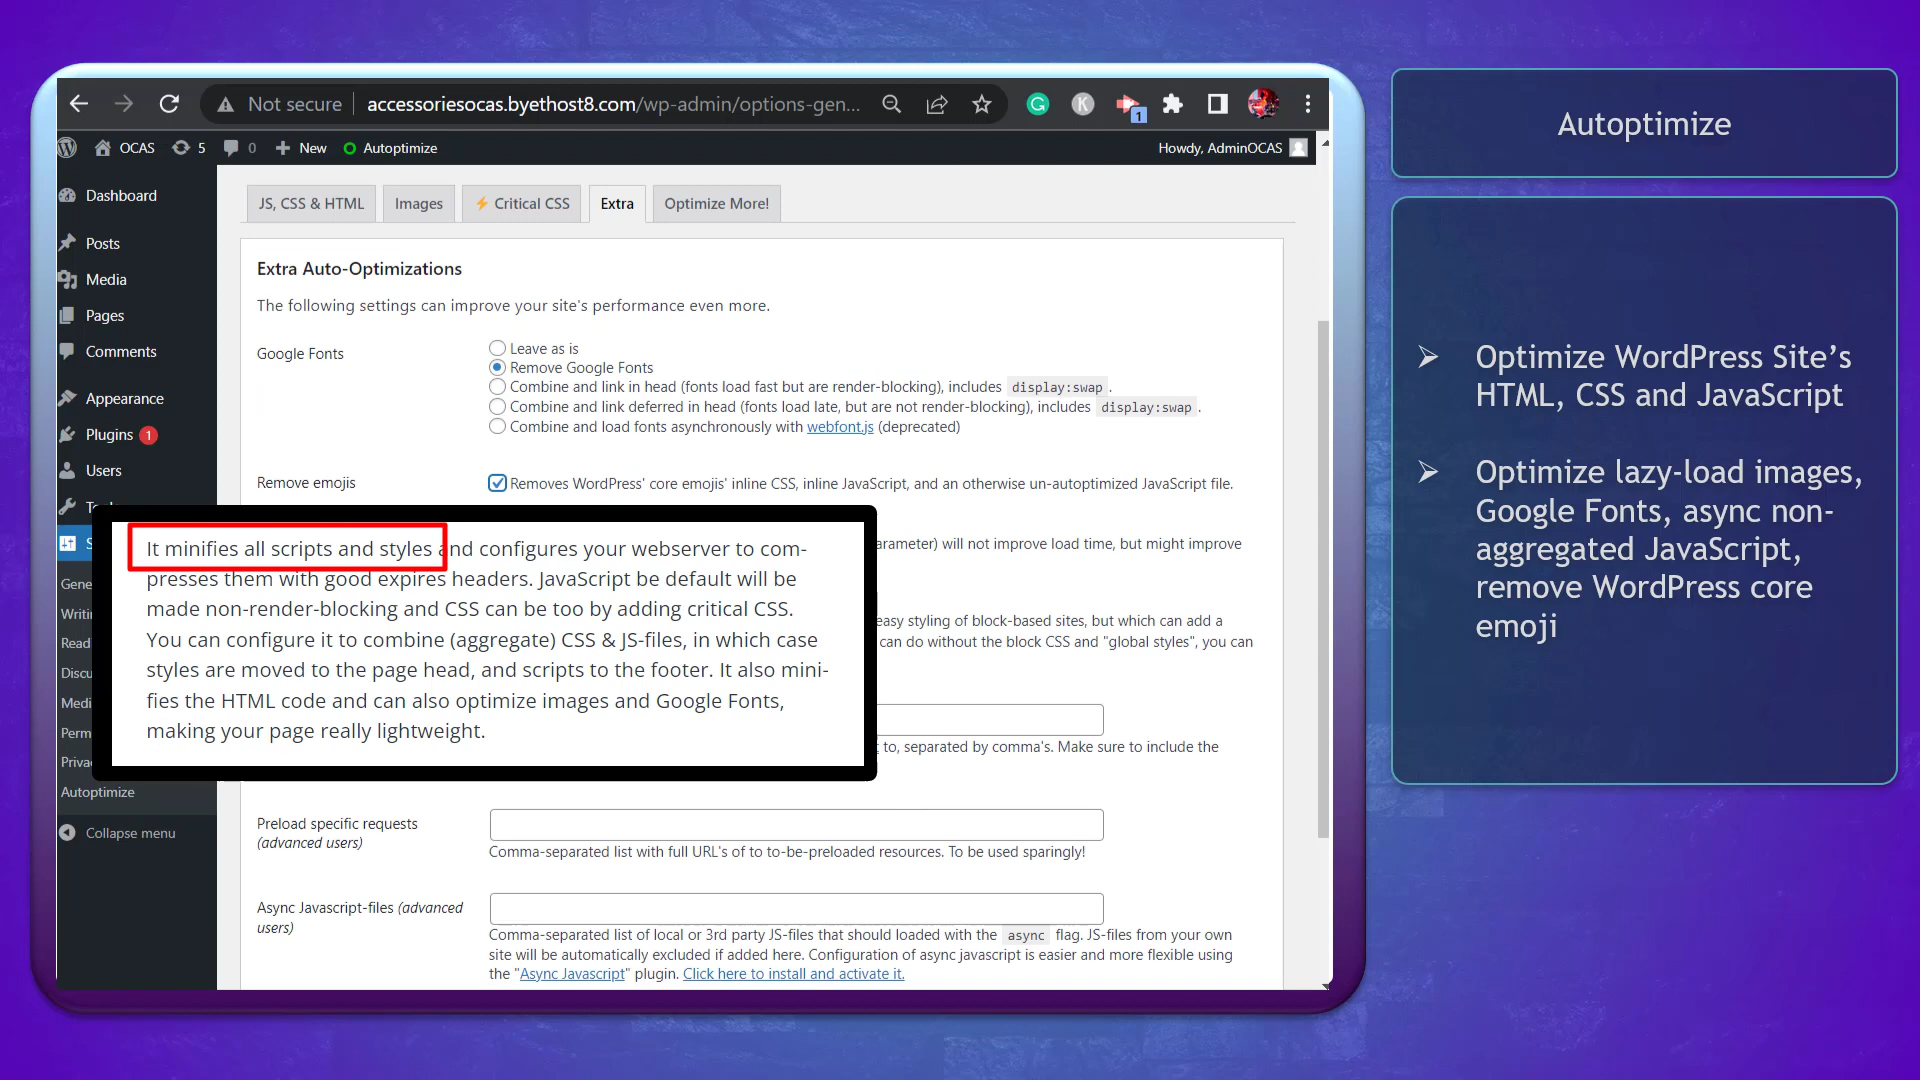 Not secure
accessoriesocas.byethost8.com/wp-admin/options-gen...
1
OCAS
5
0
New
Autoptimize
Howdy, AdminOCAS
Dashboard
Posts
Media
Pages
Comments
Appearance
Plugins 1
Users
Gene
Writin
Read
Discu
Medi
Perm
Priva
Autoptimize
Collapse menu
JS, CSS & HTML
Images
Critical CSS
Extra
Optimize More!
Extra Auto-Optimizations
The following settings can improve your site's performance even more.
Google Fonts
Leave as is
Remove Google Fonts
Combine and link in head (fonts load fast but are render-blocking), includes display:swap .
Combine and link deferred in head (fonts load late, but are not render-blocking), includes display:swap .
Combine and load fonts asynchronously with webfont.js (deprecated)
Remove emojis
Removes WordPress' core emojis' inline CSS, inline JavaScript, and an otherwise un-autoptimized JavaScript file.
It minifies all scripts and styles and configures your webserver to com-
presses them with good expires headers. JavaScript be default will be
made non-render-blocking and CSS can be too by adding critical CSS.
You can configure it to combine (aggregate) CSS & JS-files, in which case
styles are moved to the page head, and scripts to the footer. It also mini-
fies the HTML code and can also optimize images and Google Fonts,
making your page really lightweight.
arameter) will not improve load time, but might improve
easy styling of block-based sites, but which can add a
can do without the block CSS and "global styles", you can
to, separated by comma's. Make sure to include the
Preload specific requests
(advanced users)
Comma-separated list with full URL's of to to-be-preloaded resources. To be used sparingly!
Async Javascript-files (advanced
users)
Comma-separated list of local or 3rd party JS-files that should loaded with the async flag. JS-files from your own
site will be automatically excluded if added here. Configuration of async javascript is easier and more flexible using
the "Async Javascript" plugin. Click here to install and activate it.
Autoptimize
Optimize WordPress Site's
HTML, CSS and JavaScript
Optimize lazy-load images,
Google Fonts, async non-
aggregated JavaScript,
remove WordPress core
emoji